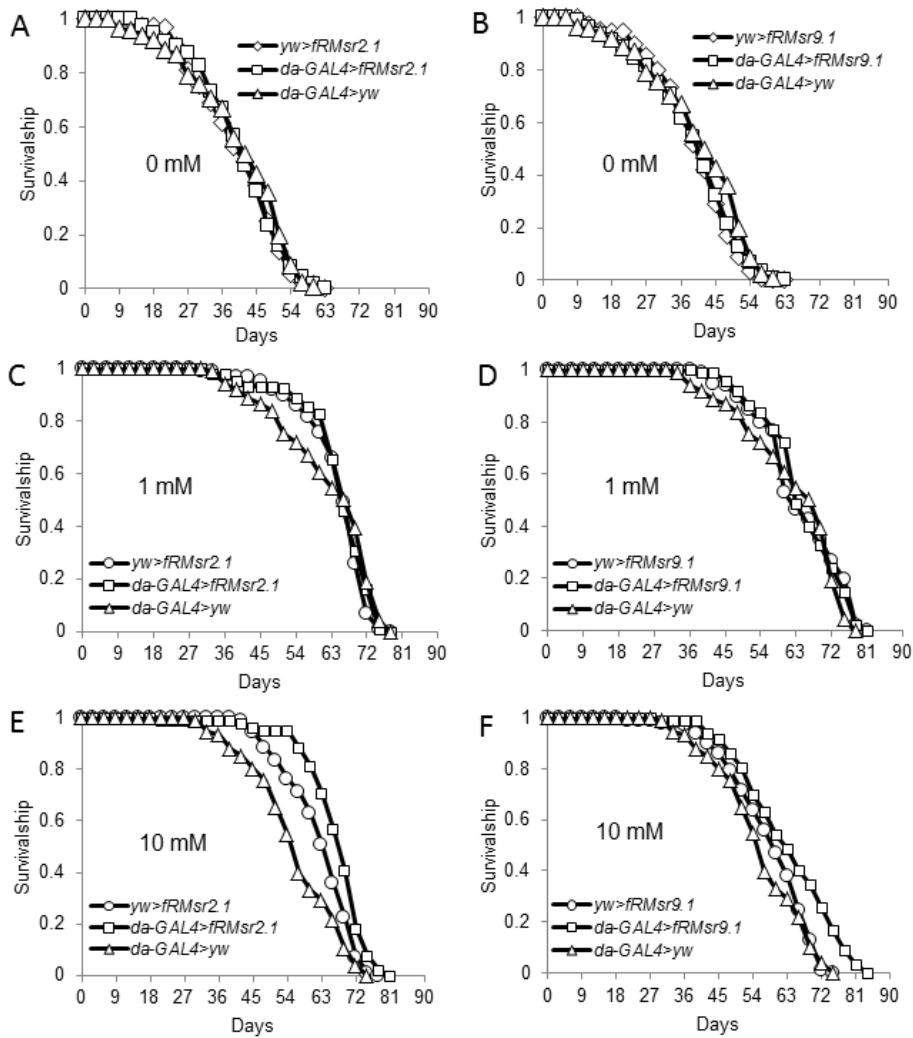 A
1
0.8
0.6
0.4
0.2
0
Survivalship
yw>fRMsr2.1
da-GAL4>fRMsr2.1
da-GAL4>yw
0 mM
0 9 18 27 36 45 54 63 72 81 90
Days
B
1
0.8
0.6
0.4
0.2
0
Survivalship
yw>fRMsr9.1
da-GAL4>fRMsr9.1
da-GAL4>yw
0 mM
0 9 18 27 36 45 54 63 72 81 90
Days
C
1
0.8
0.6
0.4
0.2
0
Survivalship
1 mM
yw>fRMsr2.1
da-GAL4>fRMsr2.1
da-GAL4>yw
0 9 18 27 36 45 54 63 72 81 90
Days
D
1
0.8
0.6
0.4
0.2
0
Survivalship
1 mM
yw>fRMsr9.1
da-GAL4>fRMsr9.1
da-GAL4>yw
0 9 18 27 36 45 54 63 72 81 90
Days
E
1
0.8
0.6
0.4
0.2
0
Survivalship
10 mM
yw>fRMsr2.1
da-GAL4>fRMsr2.1
da-GAL4>yw
0 9 18 27 36 45 54 63 72 81 90
Days
F
1
0.8
0.6
0.4
0.2
0
Survivalship
10 mM
yw>fRMsr9.1
da-GAL4>fRMsr9.1
da-GAL4>yw
0 9 18 27 36 45 54 63 72 81 90
Days